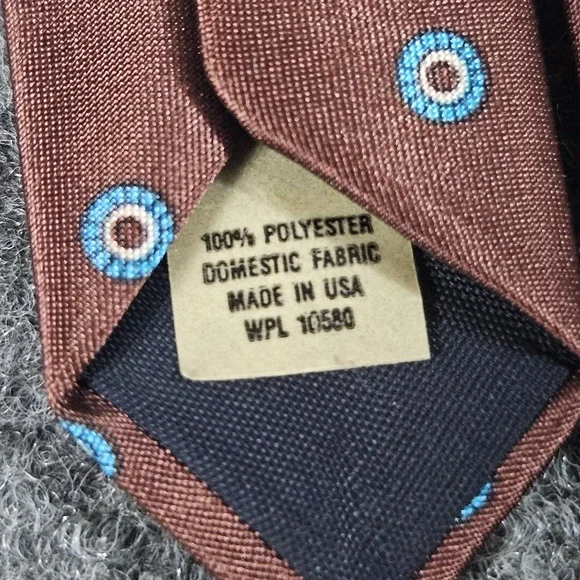 100% POLYESTER
DOMESTIC FABRIC
MADE IN USA
WPL 10580